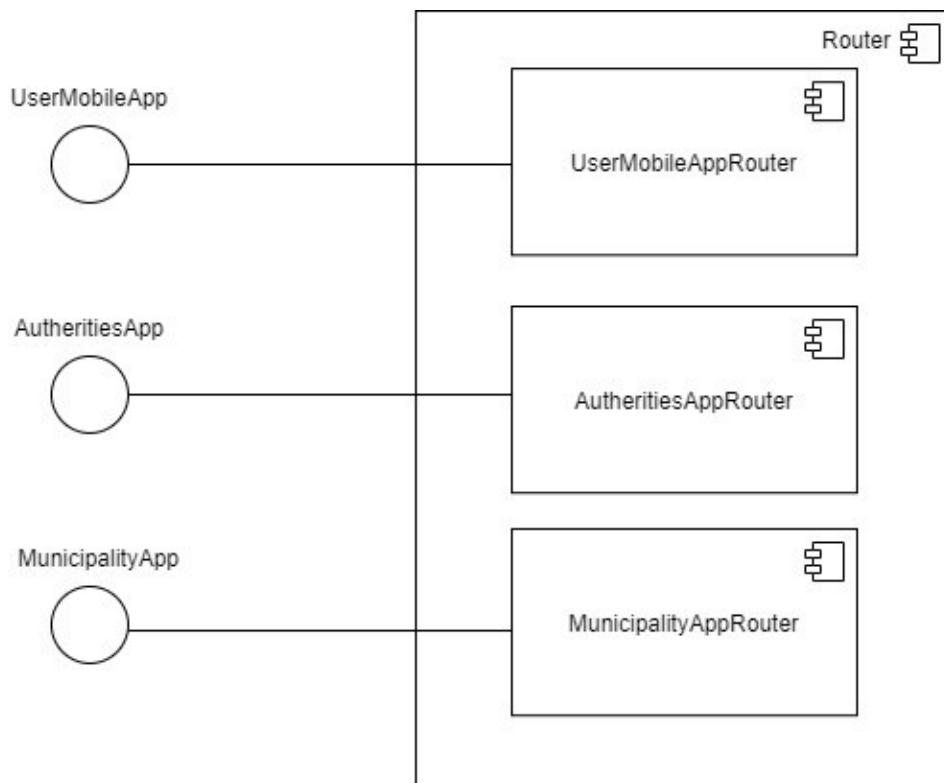 Router
UserMobileApp
UserMobileAppRouter
AutheritiesApp
AutheritiesAppRouter
MunicipalityApp
MunicipalityAppRouter